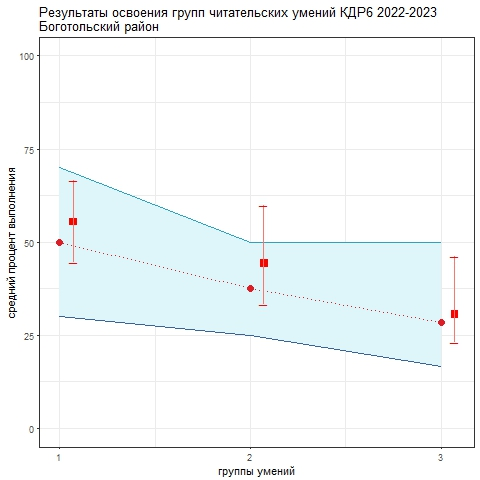 Результаты освоения групп читательских умений КДР6 2022-2023
Боготольский район
средний процент выполнения
100
75
50
25
0
1 2 3
группы умений